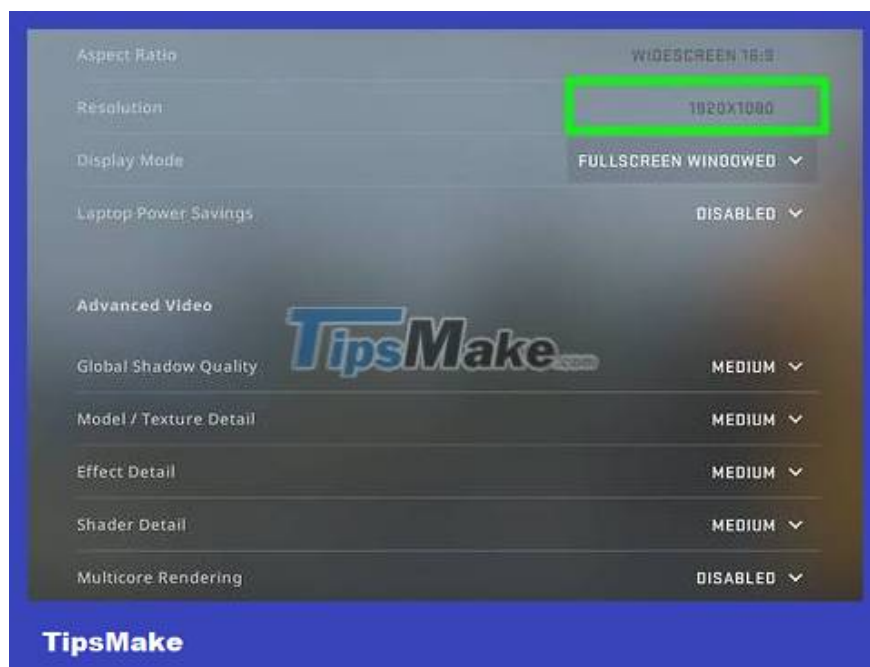 Aspect Ratio WIDESCREEN 16:9
Resolution 1920X1080
Display Mode FULLSCREEN WINDOWED
Laptop Power Savings DISABLED
Advanced Video
TipsMake.com
Global Shadow Quality MEDIUM
Model / Texture Detail MEDIUM
Effect Detail MEDIUM
Shader Detail MEDIUM
Multicore Rendering DISABLED
TipsMake